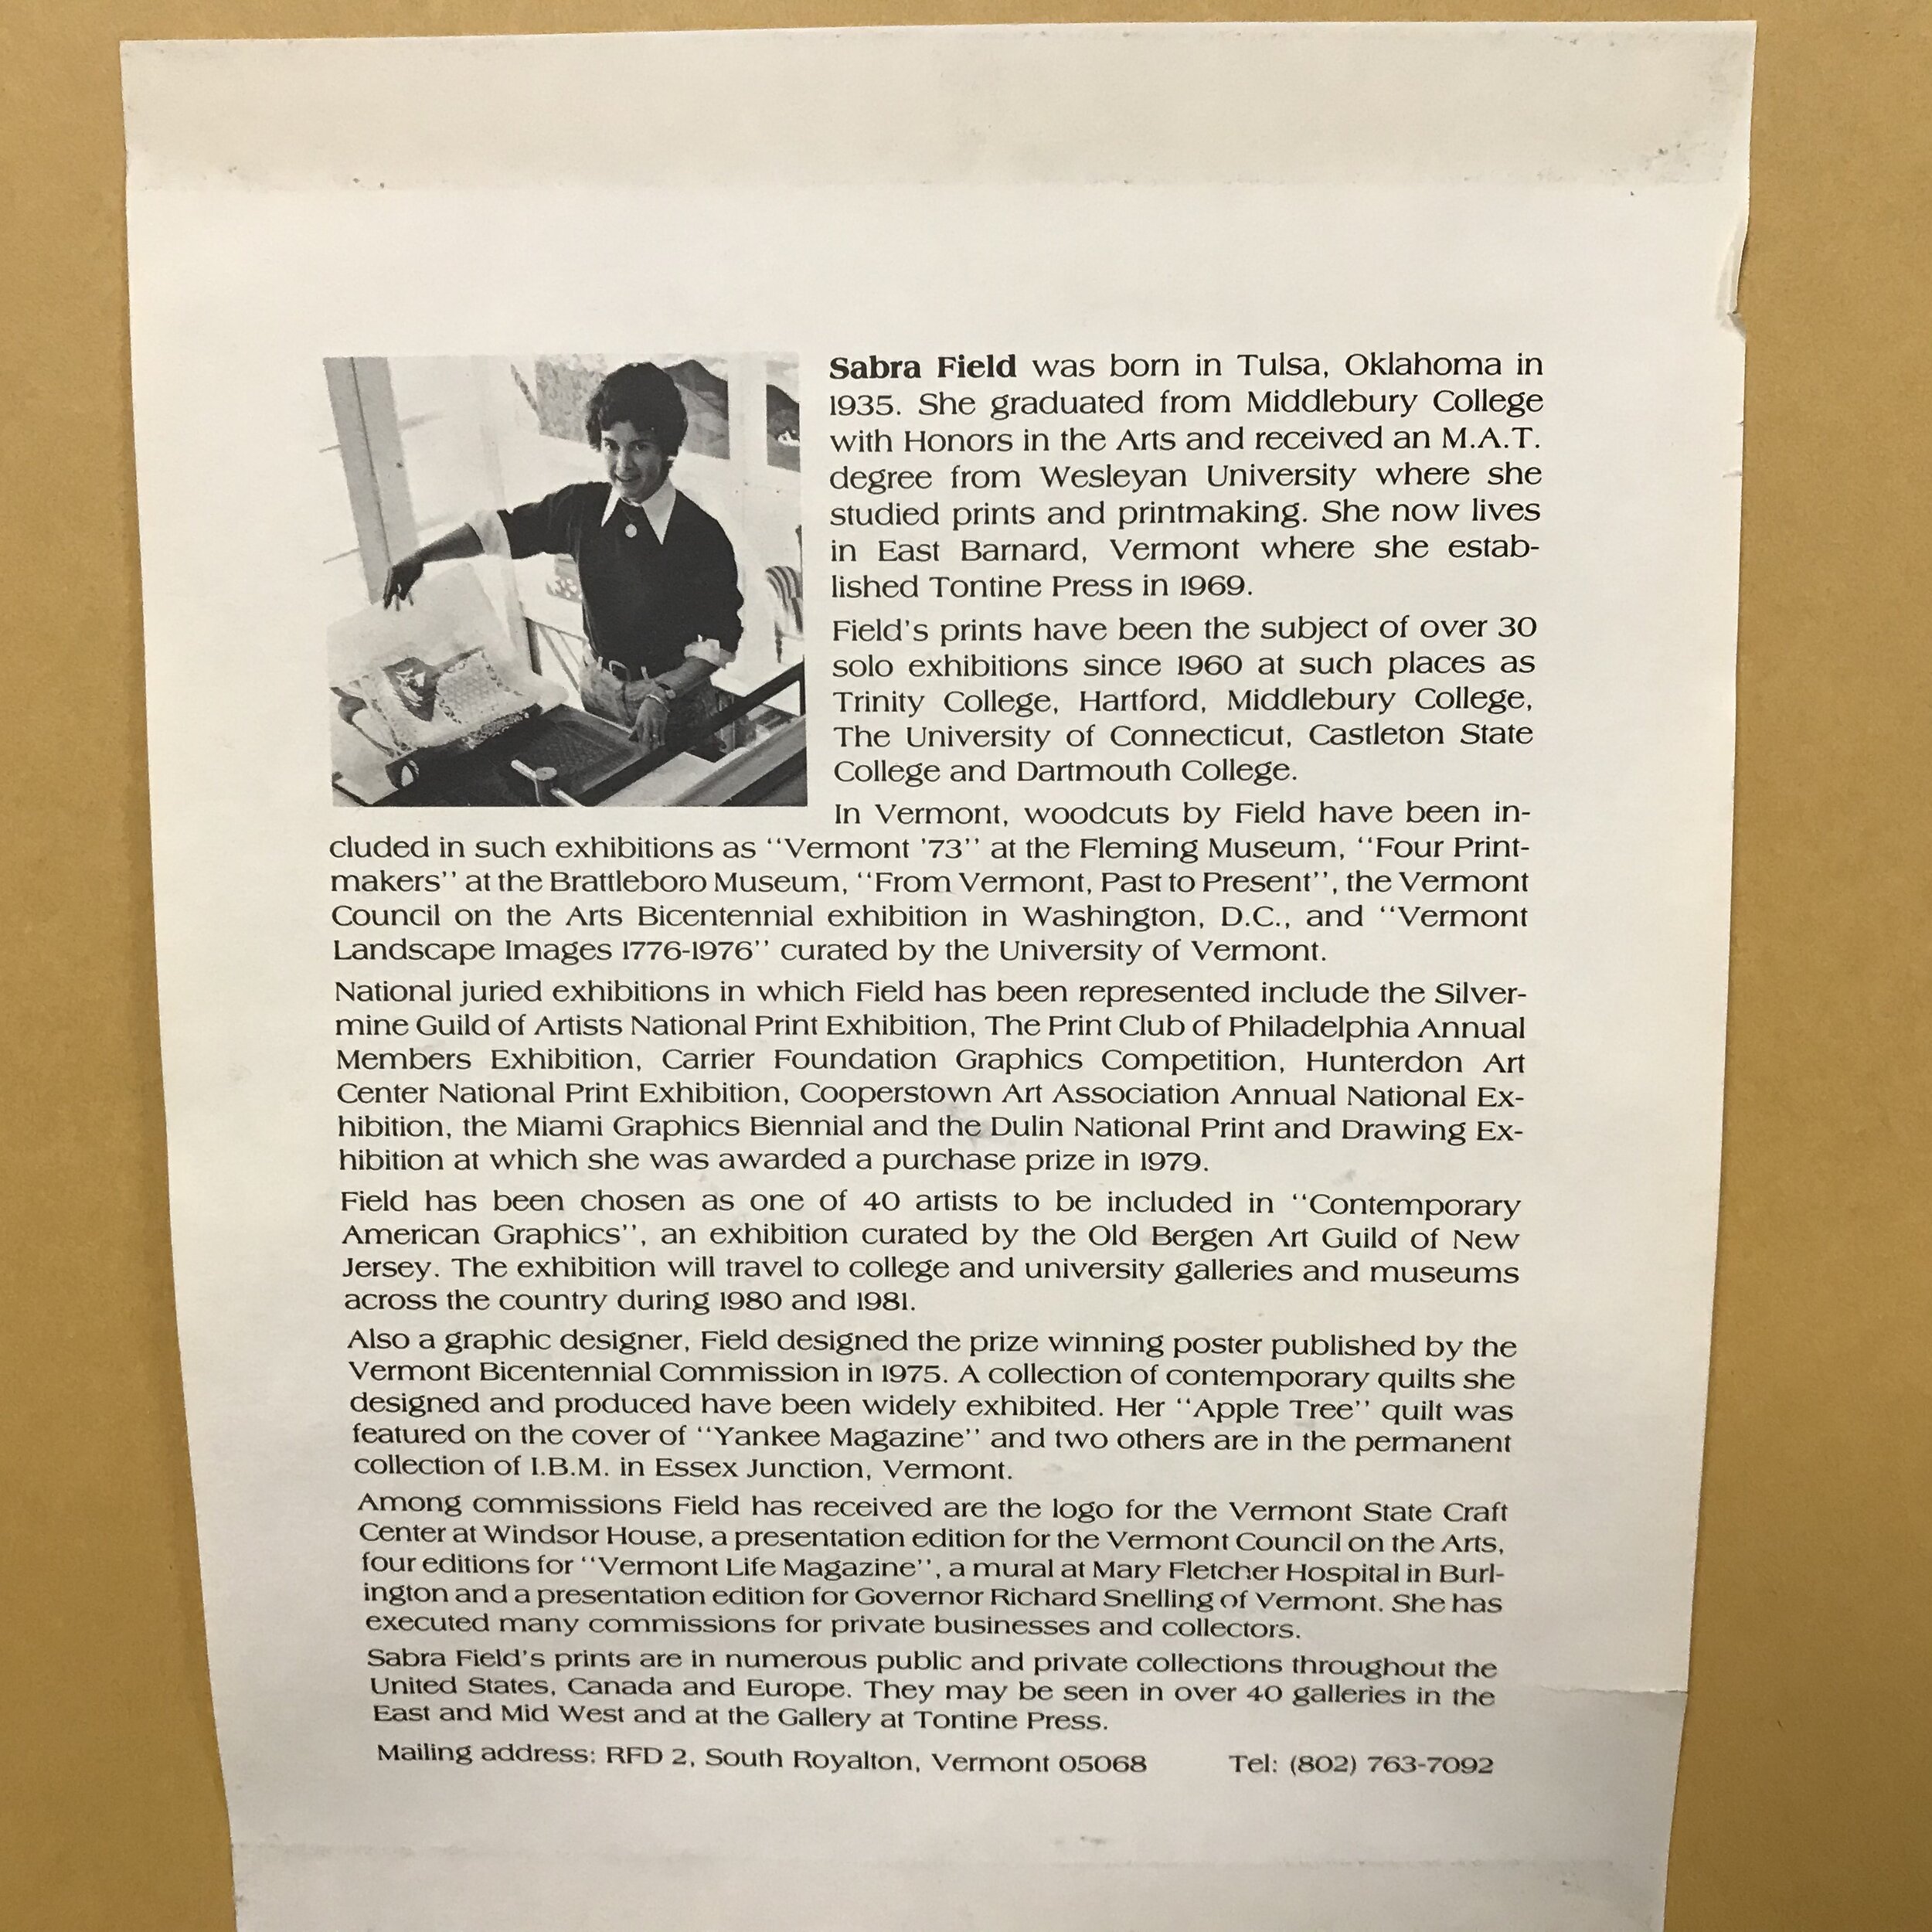 Sabra Field was born in Tulsa, Oklahoma in
1935. She graduated from Middlebury College
with Honors in the Arts and received an M.A.T.
degree from Wesleyan University where she
studied prints and printmaking. She now lives
in East Barnard, Vermont where she estab-
lished Tontine Press in 1969.
Field's prints have been the subject of over 30
solo exhibitions since 1960 at such places as
Trinity College, Hartford, Middlebury College,
The University of Connecticut, Castleton State
College and Dartmouth College.
In Vermont, woodcuts by Field have been in-
cluded in such exhibitions as ‘‘Vermont '73’’ at the Fleming Museum, ‘‘Four Print-
makers’’ at the Brattleboro Museum, ‘‘From Vermont, Past to Present’’, the Vermont
Council on the Arts Bicentennial exhibition in Washington, D.C., and ‘‘Vermont
Landscape Images 1776-1976’’ curated by the University of Vermont.
National juried exhibitions in which Field has been represented include the Silver-
mine Guild of Artists National Print Exhibition, The Print Club of Philadelphia Annual
Members Exhibition, Carrier Foundation Graphics Competition, Hunterdon Art
Center National Print Exhibition, Cooperstown Art Association Annual National Ex-
hibition, the Miami Graphics Biennial and the Dulin National Print and Drawing Ex-
hibition at which she was awarded a purchase prize in 1979.
Field has been chosen as one of 40 artists to be included in ‘‘Contemporary
American Graphics’’, an exhibition curated by the Old Bergen Art Guild of New
Jersey. The exhibition will travel to college and university galleries and museums
across the country during 1980 and 1981.
Also a graphic designer, Field designed the prize winning poster published by the
Vermont Bicentennial Commission in 1975. A collection of contemporary quilts she
designed and produced have been widely exhibited. Her ‘‘Apple Tree’’ quilt was
featured on the cover of ‘‘Yankee Magazine’’ and two others are in the permanent
collection of I.B.M. in Essex Junction, Vermont.
Among commissions Field has received are the logo for the Vermont State Craft
Center at Windsor House, a presentation edition for the Vermont Council on the Arts,
four editions for ‘‘Vermont Life Magazine’’, a mural at Mary Fletcher Hospital in Burl-
ington and a presentation edition for Governor Richard Snelling of Vermont. She has
executed many commissions for private businesses and collectors.
Sabra Field's prints are in numerous public and private collections throughout the
United States, Canada and Europe. They may be seen in over 40 galleries in the
East and Mid West and at the Gallery at Tontine Press.
Mailing address: RFD 2, South Royalton, Vermont 05068 Tel: (802) 763-7092